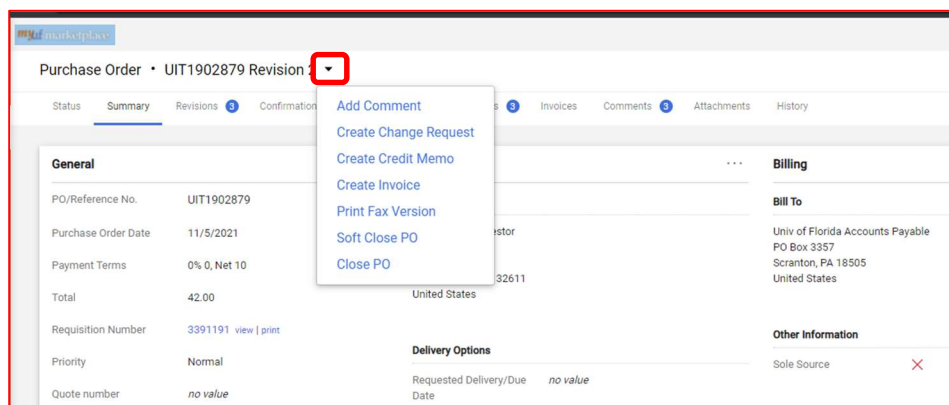 myuf marketplace
Purchase Order • UIT1902879 Revision
Status Summary Revisions 3 Confirmation s 3 Invoices Comments 3 Attachments History
Add Comment
Create Change Request
Create Credit Memo
Create Invoice
Print Fax Version
Soft Close PO
Close PO
General
PO/Reference No. UIT1902879
Purchase Order Date 11/5/2021
Payment Terms 0% 0, Net 10
Total 42.00
Requisition Number 3391191 view | print
Priority Normal
Quote number no value
...
estor
32611
United States
Delivery Options
Requested Delivery/Due no value
Date
Billing
Bill To
Univ of Florida Accounts Payable
PO Box 3357
Scranton, PA 18505
United States
Other Information
Sole Source